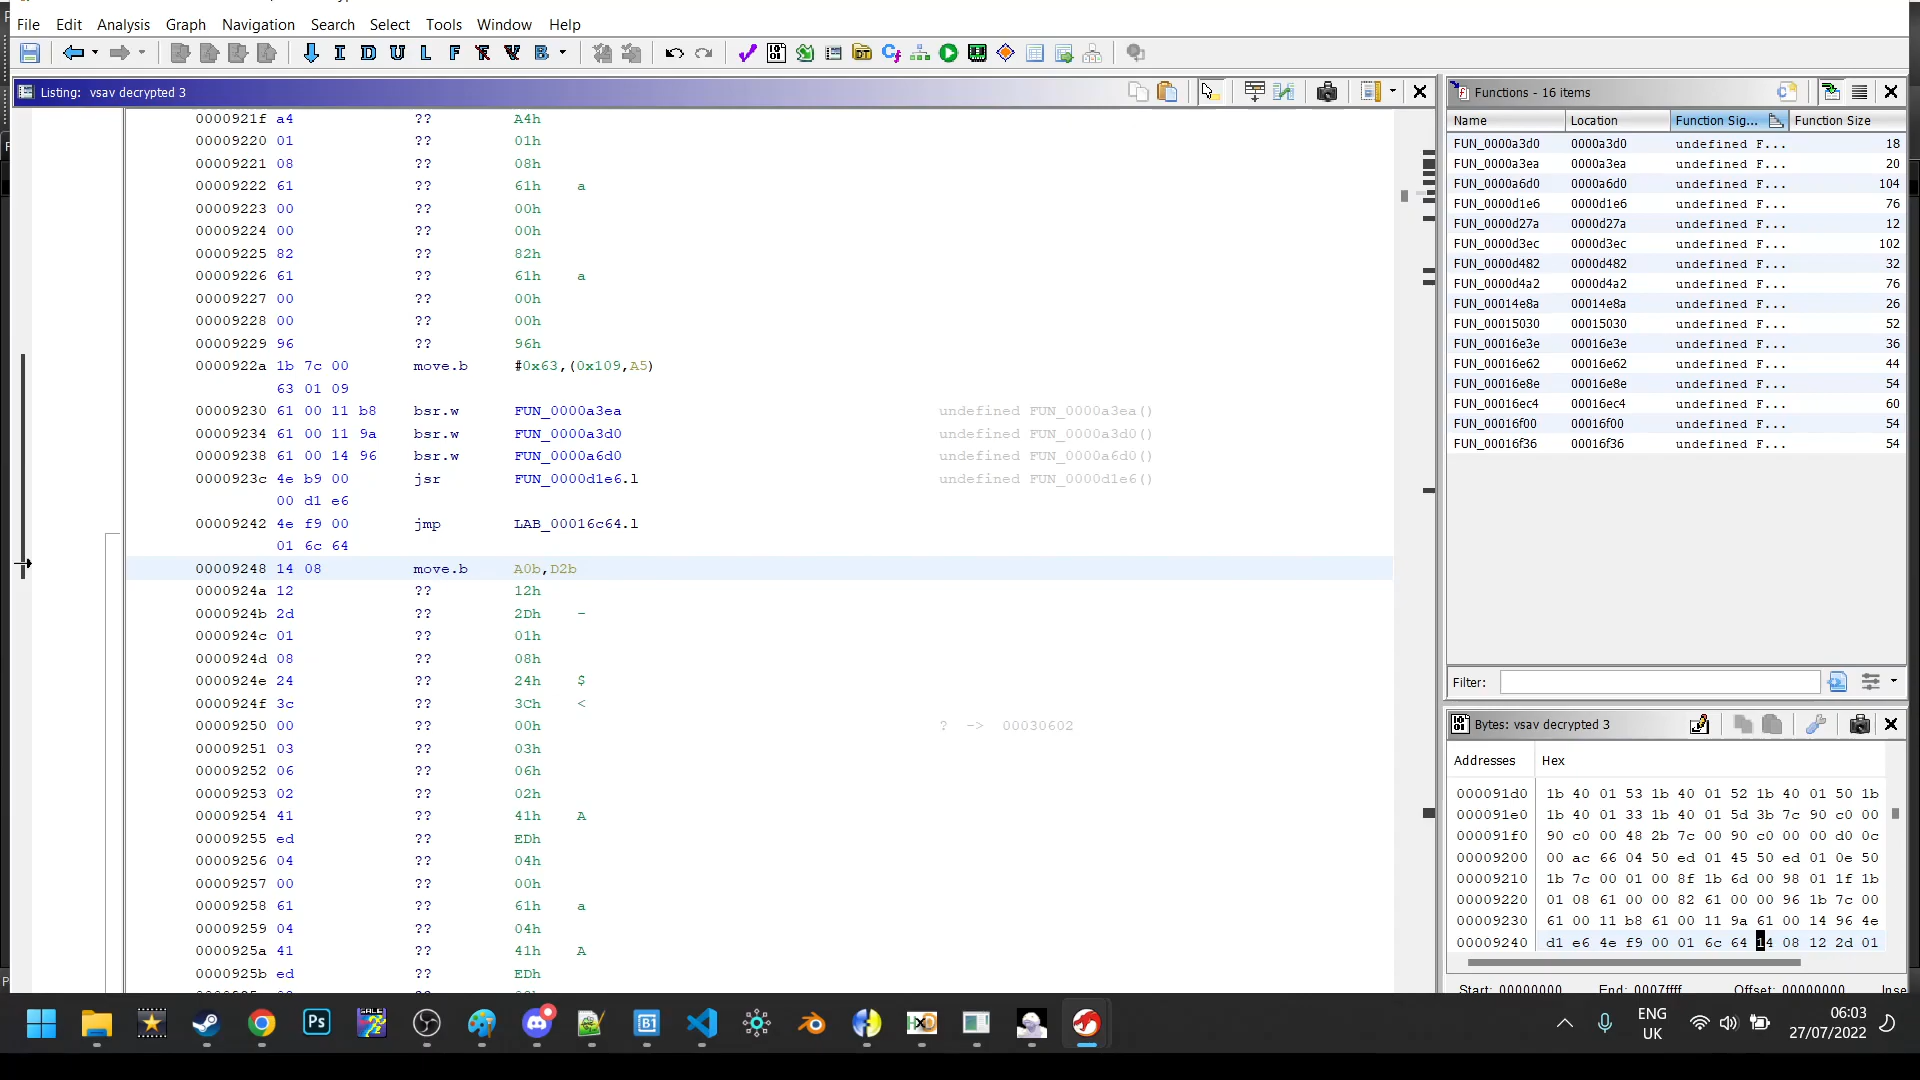 File Edit Analysis Graph Navigation Search Select Tools Window Help
I D U L F
B
Listing: vsav decrypted 3
0000921f a4 ?? A4h
00009220 01 ?? 01h
00009221 08 ?? 08h
00009222 61 ?? 61h a
00009223 00 ?? 00h
00009224 00 ?? 00h
00009225 82 ?? 82h
00009226 61 ?? 61h a
00009227 00 ?? 00h
00009228 00 ?? 00h
00009229 96 ?? 96h
0000922a 1b 7c 00 move.b #0x63,(0x109,A5)
63 01 09
00009230 61 00 11 b8 bsr.w FUN_0000a3ea undefined FUN_0000a3ea()
00009234 61 00 11 9a bsr.w FUN_0000a3d0 undefined FUN_0000a3d0()
00009238 61 00 14 96 bsr.w FUN_0000a6d0 undefined FUN_0000a6d0()
0000923c 4e b9 00 jsr FUN_0000d1e6.l undefined FUN_0000d1e6()
00 d1 e6
00009242 4e f9 00 jmp LAB_00016c64.l
01 6c 64
00009248 14 08 move.b A0b,D2b
0000924a 12 ?? 12h
0000924b 2d ?? 2Dh -
0000924c 01 ?? 01h
0000924d 08 ?? 08h
0000924e 24 ?? 24h $
0000924f 3c ?? 3Ch <
00009250 00 ?? 00h ? -> 00030602
00009251 03 ?? 03h
00009252 06 ?? 06h
00009253 02 ?? 02h
00009254 41 ?? 41h A
00009255 ed ?? EDh
00009256 04 ?? 04h
00009257 00 ?? 00h
00009258 61 ?? 61h a
00009259 04 ?? 04h
0000925a 41 ?? 41h A
0000925b ed ?? EDh
Functions - 16 items
Name Location Function Sig... Function Size
FUN_0000a3d0 0000a3d0 undefined F... 18
FUN_0000a3ea 0000a3ea undefined F... 20
FUN_0000a6d0 0000a6d0 undefined F... 104
FUN_0000d1e6 0000d1e6 undefined F... 76
FUN_0000d27a 0000d27a undefined F... 12
FUN_0000d3ec 0000d3ec undefined F... 102
FUN_0000d482 0000d482 undefined F... 32
FUN_0000d4a2 0000d4a2 undefined F... 76
FUN_00014e8a 00014e8a undefined F... 26
FUN_00015030 00015030 undefined F... 52
FUN_00016e3e 00016e3e undefined F... 36
FUN_00016e62 00016e62 undefined F... 44
FUN_00016e8e 00016e8e undefined F... 54
FUN_00016ec4 00016ec4 undefined F... 60
FUN_00016f00 00016f00 undefined F... 54
FUN_00016f36 00016f36 undefined F... 54
Filter:
Bytes: vsav decrypted 3
Addresses Hex
000091d0 1b 40 01 53 1b 40 01 52 1b 40 01 50 1b
000091e0 1b 40 01 33 1b 40 01 5d 3b 7c 90 c0 00
000091f0 90 c0 00 48 2b 7c 00 90 c0 00 00 d0 0c
00009200 00 ac 66 04 50 ed 01 45 50 ed 01 0e 50
00009210 1b 7c 00 01 00 8f 1b 6d 00 98 01 1f 1b
00009220 01 08 61 00 00 82 61 00 00 96 1b 7c 00
00009230 61 00 11 b8 61 00 11 9a 61 00 14 96 4e
00009240 d1 e6 4e f9 00 01 6c 64 14 08 12 2d 01
Start: 00000000 End: 0007ffff Offset: 00000000 Inse
Ps
ENG
UK
06:03
27/07/2022